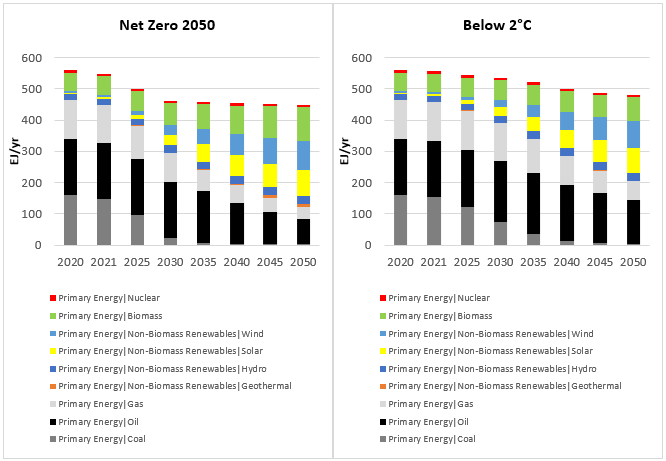 Net Zero 2050
600
500
400
300
200
100
0
EJ/yr
2020 2021 2025 2030 2035 2040 2045 2050
Primary Energy|Nuclear
Primary Energy|Biomass
Primary Energy|Non-Biomass Renewables|Wind
Primary Energy|Non-Biomass Renewables|Solar
Primary Energy|Non-Biomass Renewables|Hydro
Primary Energy|Non-Biomass Renewables|Geothermal
Primary Energy|Gas
Primary Energy|Oil
Primary Energy|Coal
Below 2°C
600
500
400
300
200
100
0
EJ/yr
2020 2021 2025 2030 2035 2040 2045 2050
Primary Energy|Nuclear
Primary Energy|Biomass
Primary Energy|Non-Biomass Renewables|Wind
Primary Energy|Non-Biomass Renewables|Solar
Primary Energy|Non-Biomass Renewables|Hydro
Primary Energy|Non-Biomass Renewables|Geothermal
Primary Energy|Gas
Primary Energy|Oil
Primary Energy|Coal